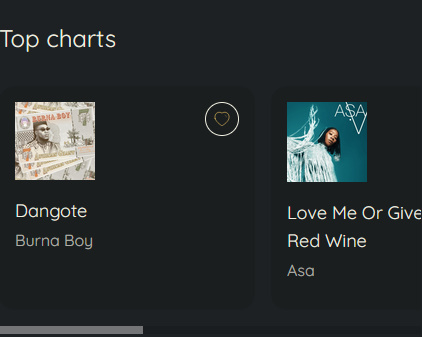 Top charts
BURNA BOY
Dangote
Burna Boy
ASA
V
Love Me Or Give
Red Wine
Asa